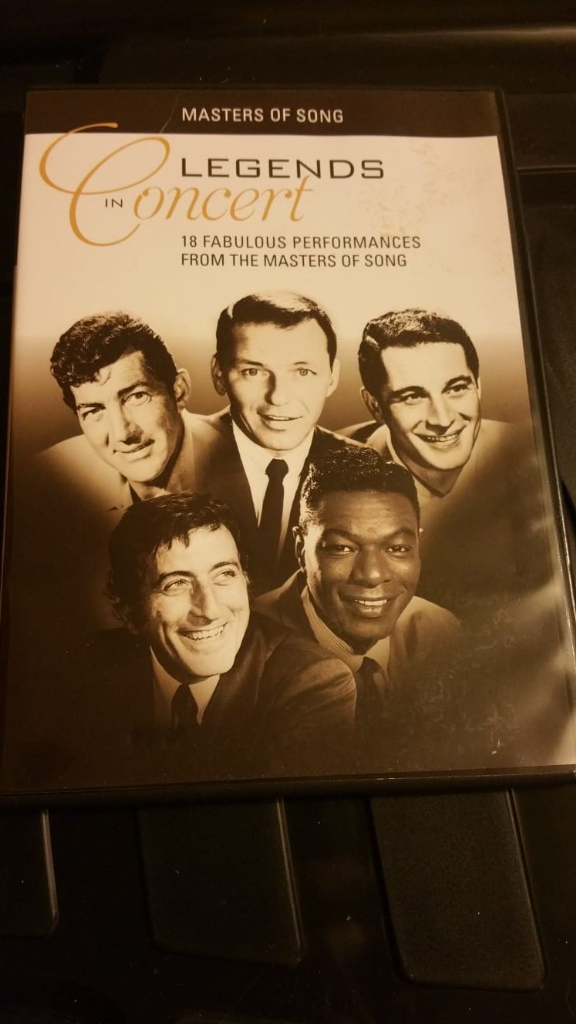 MASTERS OF SONG
LEGENDS
IN Concert
18 FABULOUS PERFORMANCES
FROM THE MASTERS OF SONG